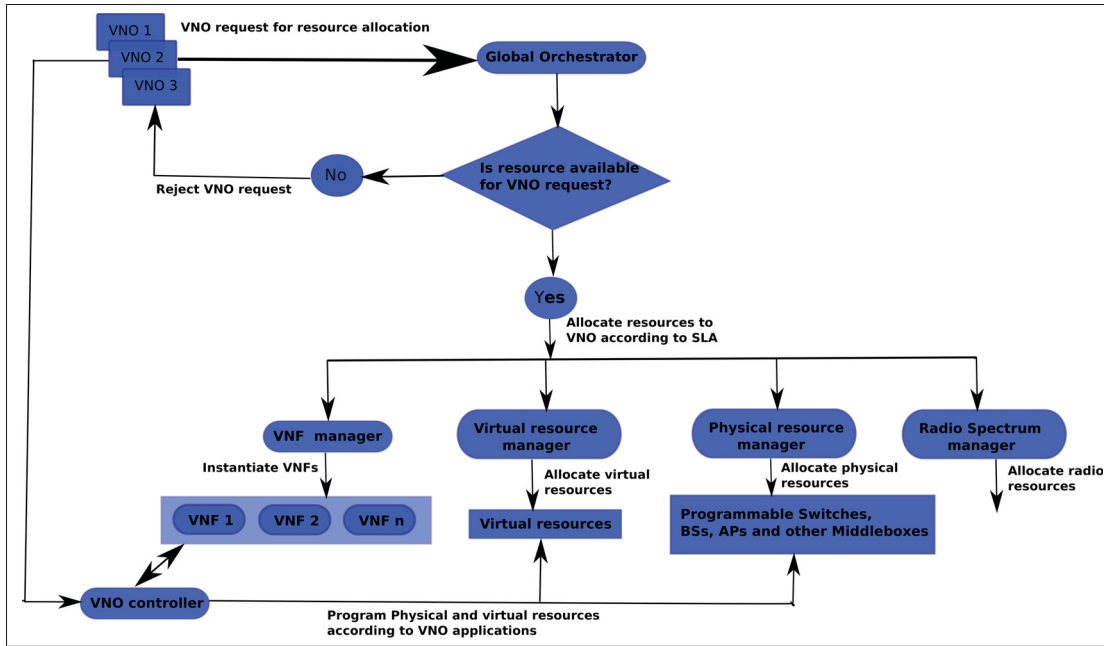 VNO 1
VNO request for resource allocation
VNO 2
Global Orchestrator
VNO 3
Is resource available
for VNO request?
No
Reject VNO request
Yes
Allocate resources to
VNO according to SLA
VNF manager
Virtual resource
manager
Physical resource
manager
Radio Spectrum
manager
Instantiate VNFs
Allocate virtual
resources
Allocate physical
resources
Allocate radio
resources
VNF 1
VNF 2
VNF n
Virtual resources
Programmable Switches,
BSs, APs and other Middleboxes
VNO controller
Program Physical and virtual resources
according to VNO applications